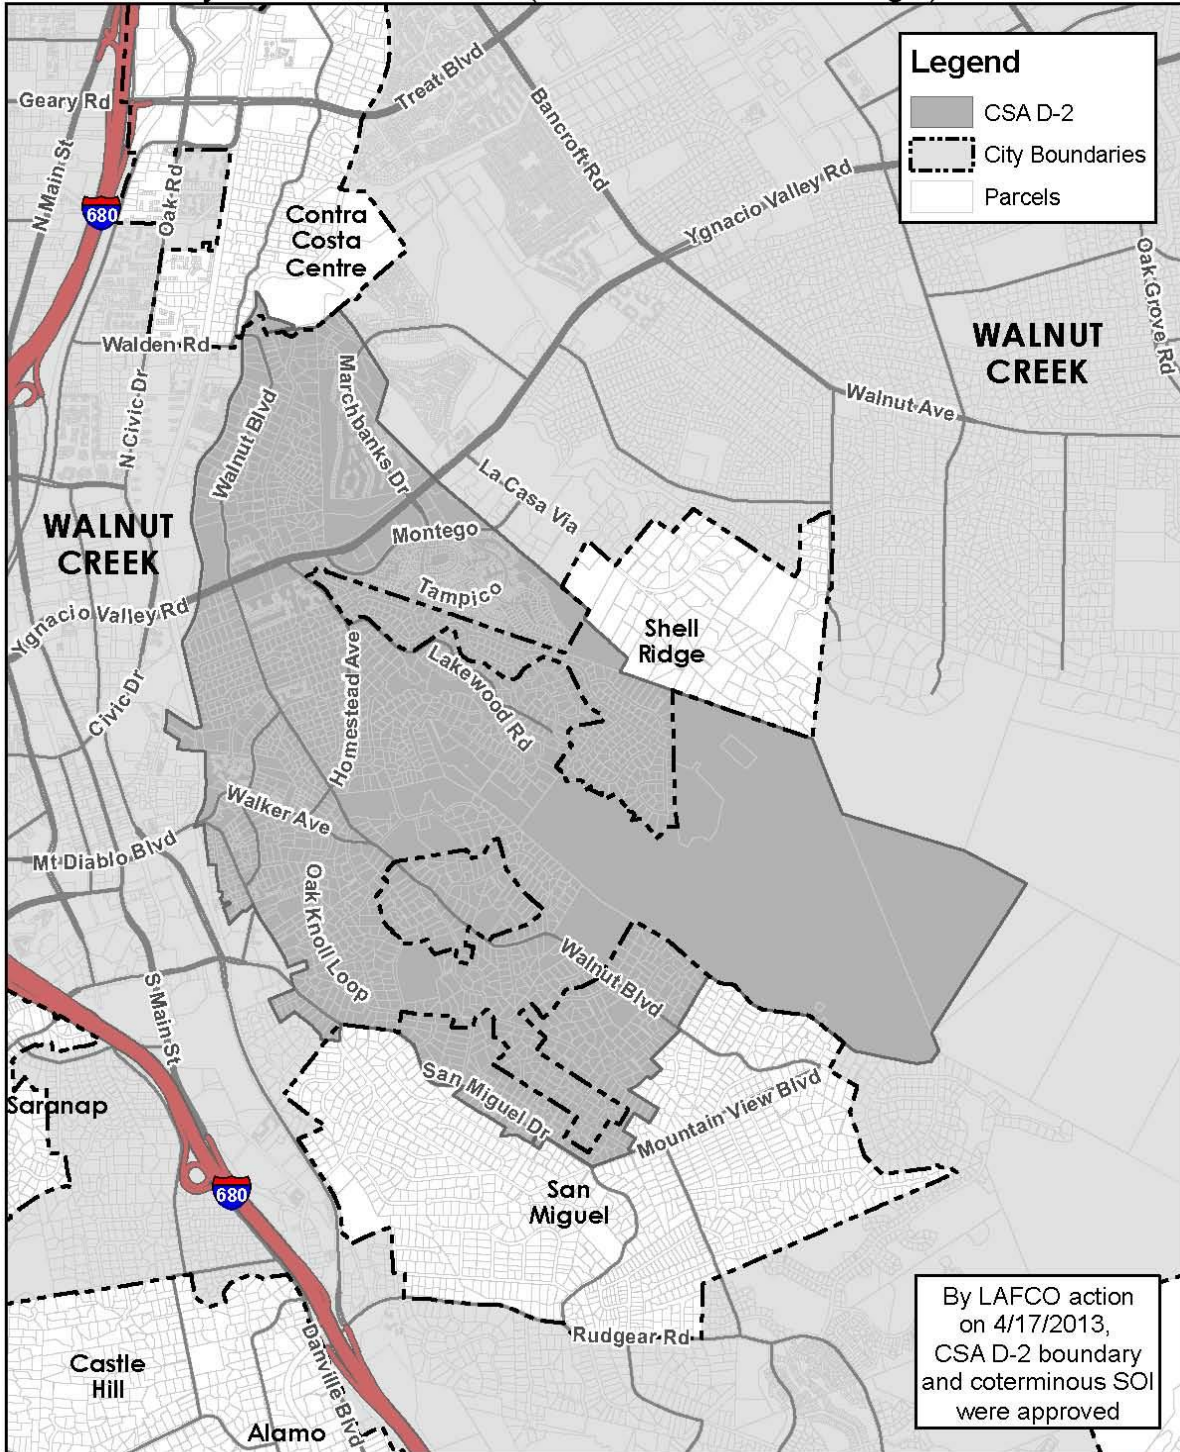 Legend
CSA D-2
City Boundaries
Parcels
Geary Rd
Treat Blvd
N Main St
Oak Rd
680
Bancroft Rd
Ygnacio Valley Rd
Contra
Costa
Centre
Oak Grove Rd
WALNUT
CREEK
Walden Rd
N Civic Dr
Walnut Blvd
Marchbanks Dr
Walnut Ave
La Casa Via
Montego
WALNUT
CREEK
Tampico
Ygnacio Valley Rd
Shell
Ridge
Homestead Ave
Lakewood Rd
Civic Dr
Walker Ave
Mt Diablo Blvd
Oak Knoll Loop
Walnut Blvd
S Main St
San Miguel Dr
Mountain View Blvd
Saranap
680
San
Miguel
Rudgear Rd
Danville Blvd
Castle
Hill
Alamo
By LAFCO action
on 4/17/2013,
CSA D-2 boundary
and coterminous SOI
were approved